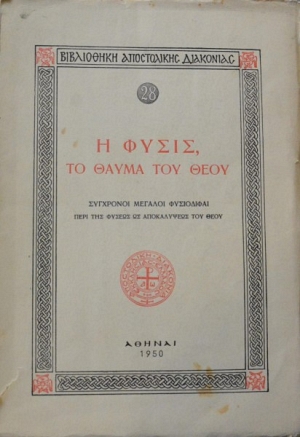 ΒΙΒΛΙΟΘΗΚΗ ΑΠΟΣΤΟΛΙΚΗΣ ΔΙΑΚΟΝΙΑΣ
28
Η ΦΥΣΙΣ,
ΤΟ ΘΑΥΜΑ ΤΟΥ ΘΕΟΥ
ΣΥΓΧΡΟΝΟΙ ΜΕΓΑΛΟΙ ΦΥΣΙΟΔΙΦΑΙ
ΠΕΡΙ ΤΗΣ ΦΥΣΕΩΣ ΩΣ ΑΠΟΚΑΛΥΨΕΩΣ ΤΟΥ ΘΕΟΥ
ΑΘΗΝΑΙ
1950